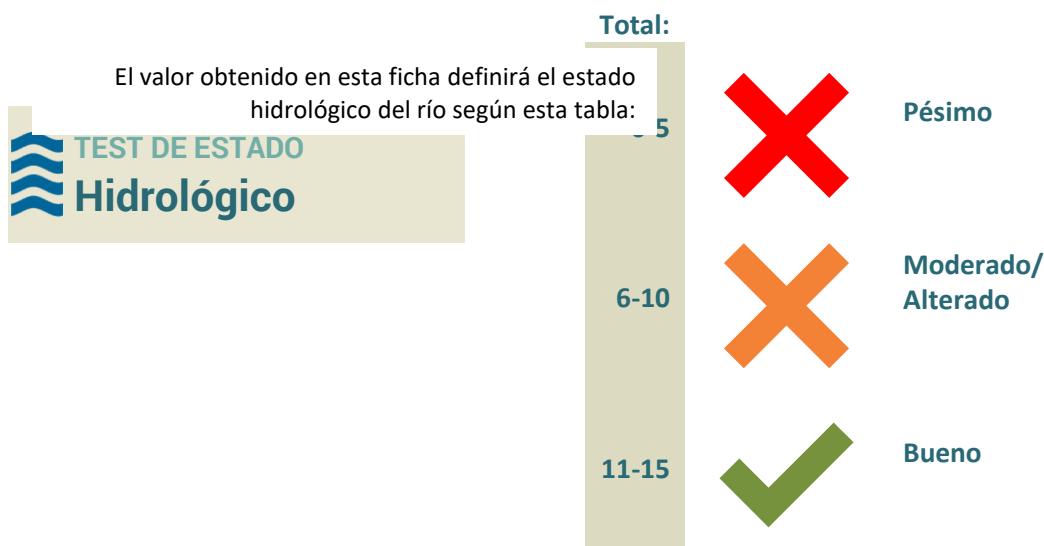 Total:
El valor obtenido en esta ficha definirá el estado
hidrológico del río según esta tabla:
TEST DE ESTADO
Hidrológico
Pésimo
6-10
Moderado/
Alterado
11-15
Bueno